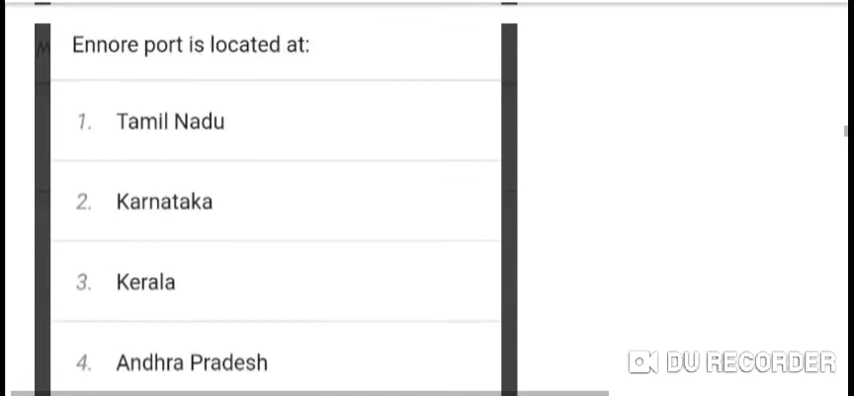 Ennore port is located at:
1. Tamil Nadu
2. Karnataka
3. Kerala
4. Andhra Pradesh
DU RECORDER